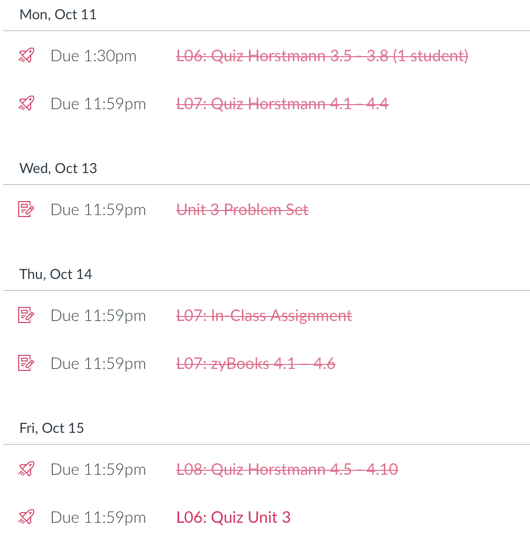 Mon, Oct 11
Due 1:30pm L06: Quiz Horstmann 3.5 - 3.8 (1 student)
Due 11:59pm L07: Quiz Horstmann 4.1 - 4.4
Wed, Oct 13
Due 11:59pm Unit 3 Problem Set
Thu, Oct 14
Due 11:59pm L07: In-Class Assignment
Due 11:59pm L07: zyBooks 4.1 – 4.6
Fri, Oct 15
Due 11:59pm L08: Quiz Horstmann 4.5 - 4.10
Due 11:59pm L06: Quiz Unit 3